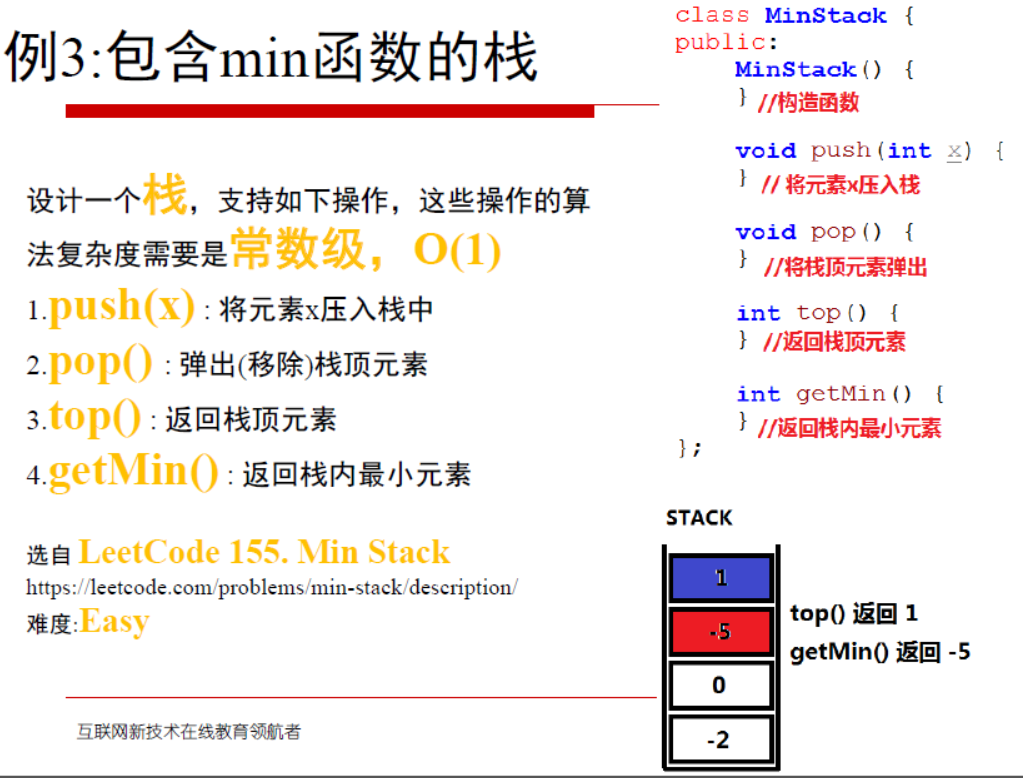 例3:包含min函数的栈
设计一个栈，支持如下操作，这些操作的算
法复杂度需要是常数级，O(1)
1.push(x) : 将元素x压入栈中
2.pop() : 弹出(移除)栈顶元素
3.top() : 返回栈顶元素
4.getMin() : 返回栈内最小元素
选自 LeetCode 155. Min Stack
https://leetcode.com/problems/min-stack/description/
难度:Easy
互联网新技术在线教育领航者
class MinStack {
public:
MinStack() {
} //构造函数
void push(int x) {
} // 将元素x压入栈
void pop() {
} //将栈顶元素弹出
int top() {
} //返回栈顶元素
int getMin() {
} //返回栈内最小元素
};
STACK
1
-5
0
-2
top() 返回 1
getMin() 返回 -5